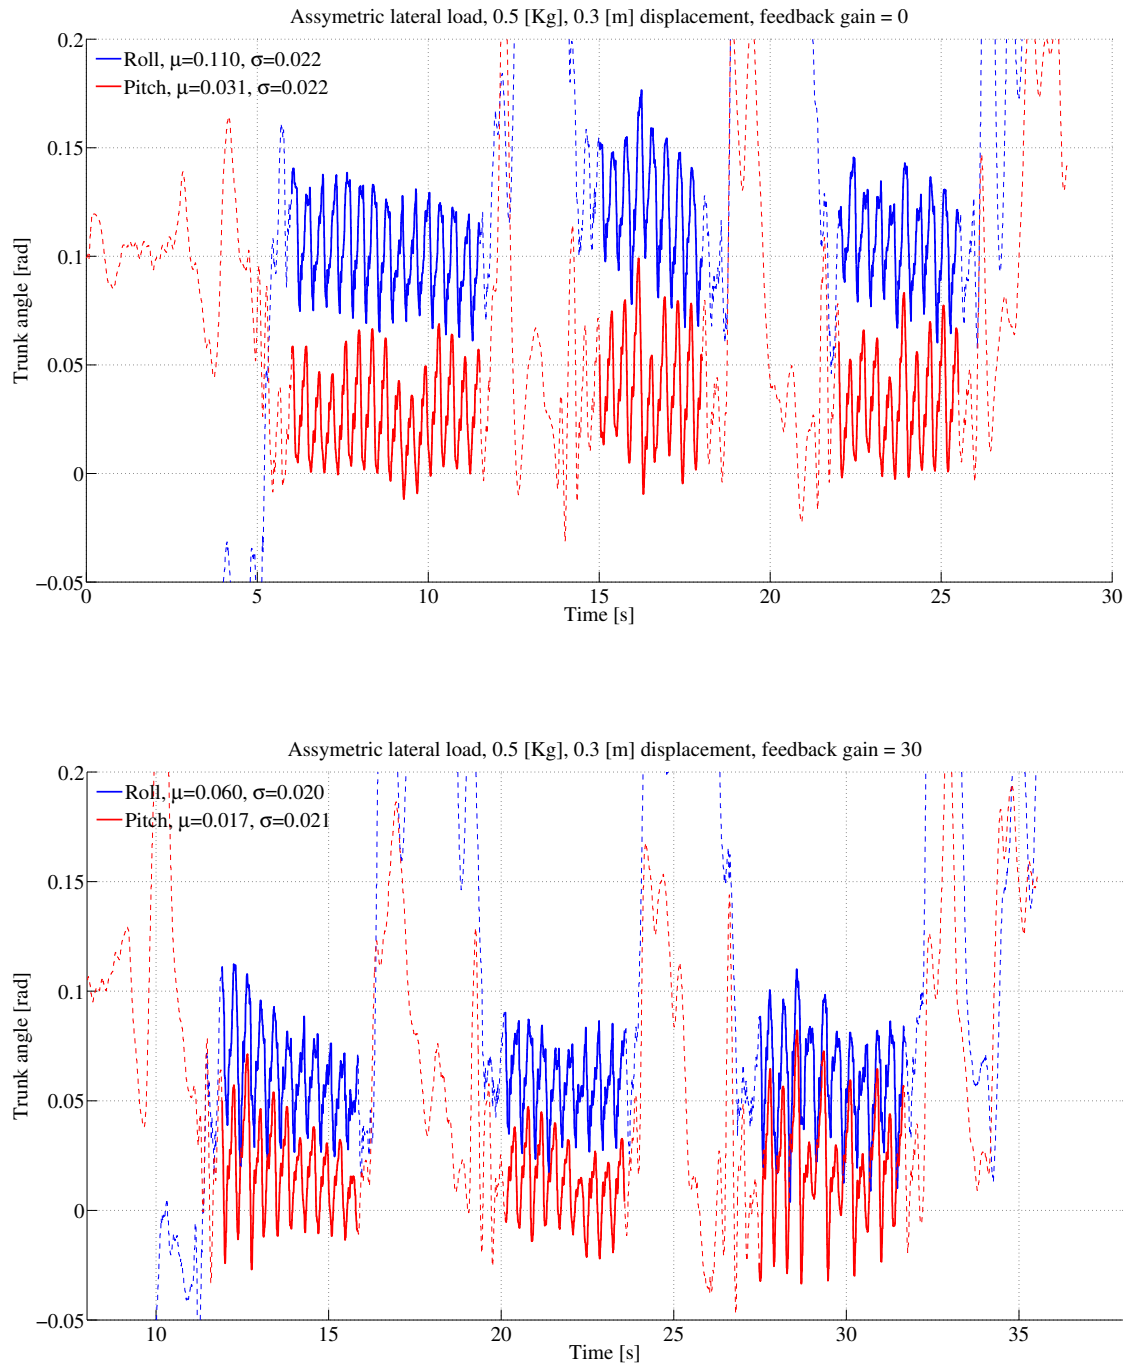 Assymetric lateral load, 0.5 [Kg], 0.3 [m] displacement, feedback gain = 0
0.2
Roll, μ=0.110, σ=0.022
Pitch, μ=0.031, σ=0.022
0.15
0.1
Trunk angle [rad]
0.05
0
−0.05
0 5 10 15 20 25 30
Time [s]
Assymetric lateral load, 0.5 [Kg], 0.3 [m] displacement, feedback gain = 30
0.2
Roll, μ=0.060, σ=0.020
Pitch, μ=0.017, σ=0.021
0.15
0.1
Trunk angle [rad]
0.05
0
−0.05
10 15 20 25 30 35
Time [s]